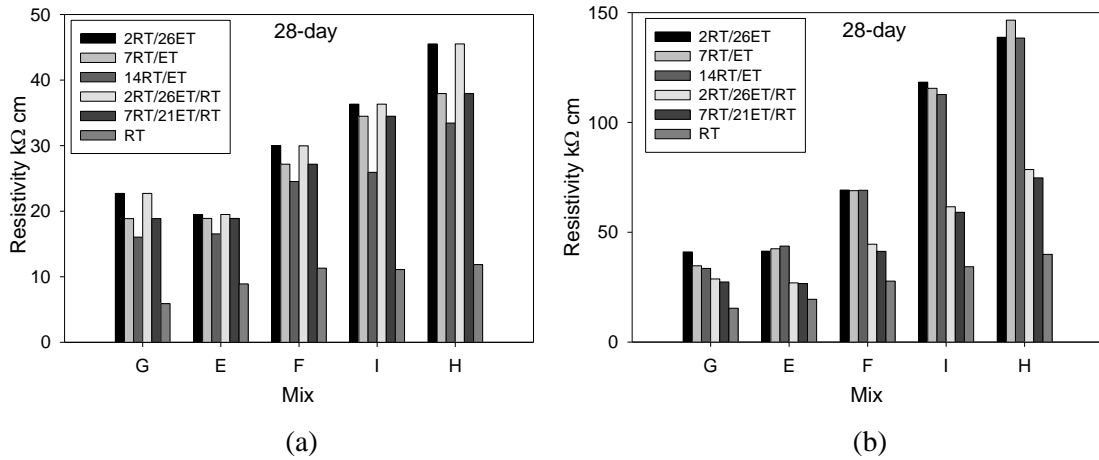 28-day
2RT/26ET
7RT/ET
14RT/ET
2RT/26ET/RT
7RT/21ET/RT
RT
Resistivity kΩ cm
50
40
30
20
10
0
G E F I H
Mix
(a)
28-day
2RT/26ET
7RT/ET
14RT/ET
2RT/26ET/RT
7RT/21ET/RT
RT
Resistivity kΩ cm
150
100
50
0
G E F I H
Mix
(b)